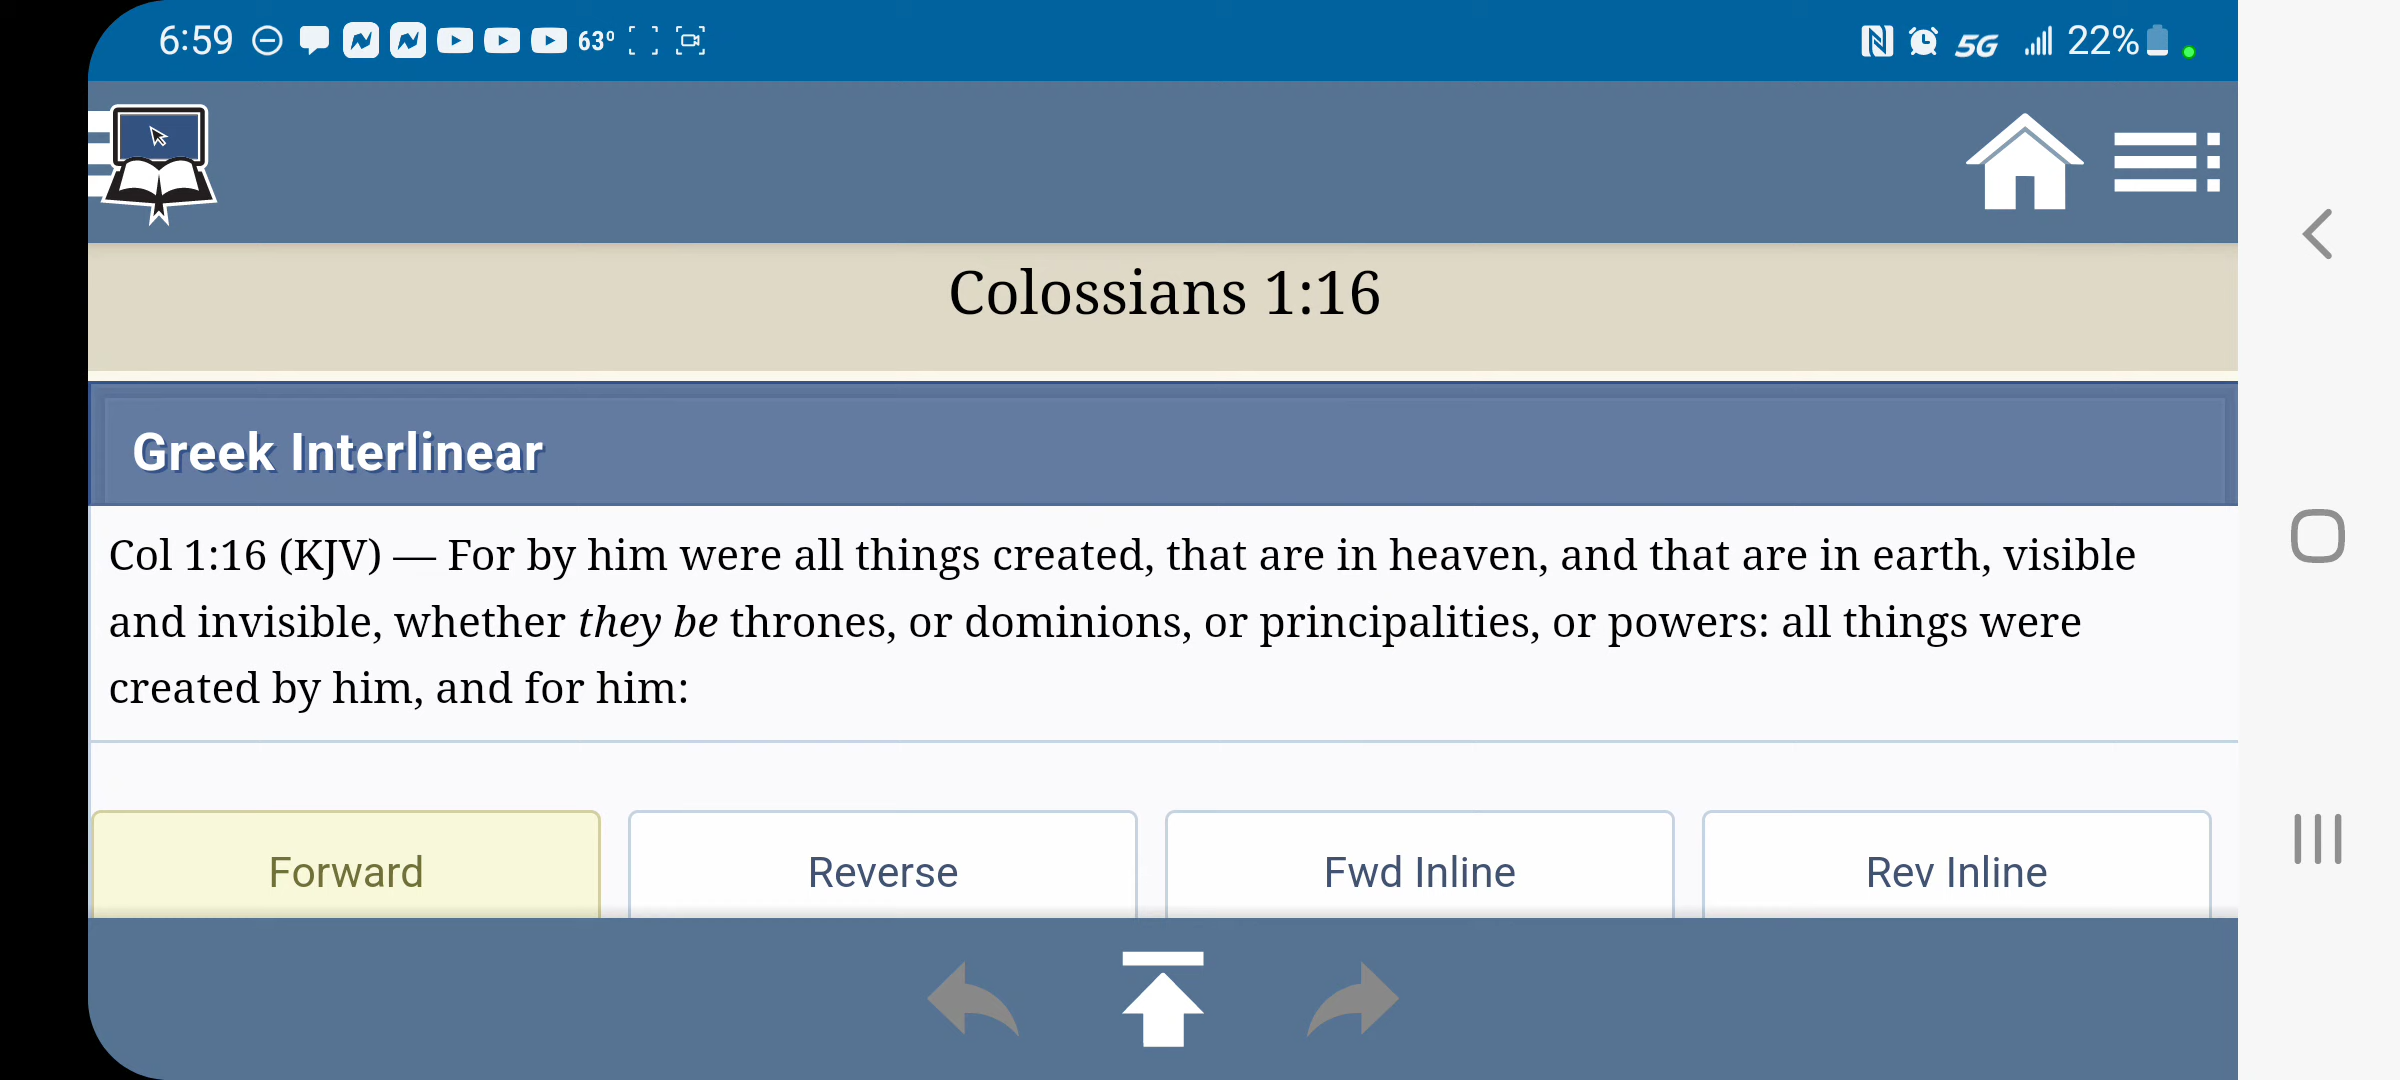 6:59 63° 5G 22%
Colossians 1:16
Greek Interlinear
Col 1:16 (KJV) — For by him were all things created, that are in heaven, and that are in earth, visible
and invisible, whether they be thrones, or dominions, or principalities, or powers: all things were
created by him, and for him:
Forward Reverse Fwd Inline Rev Inline